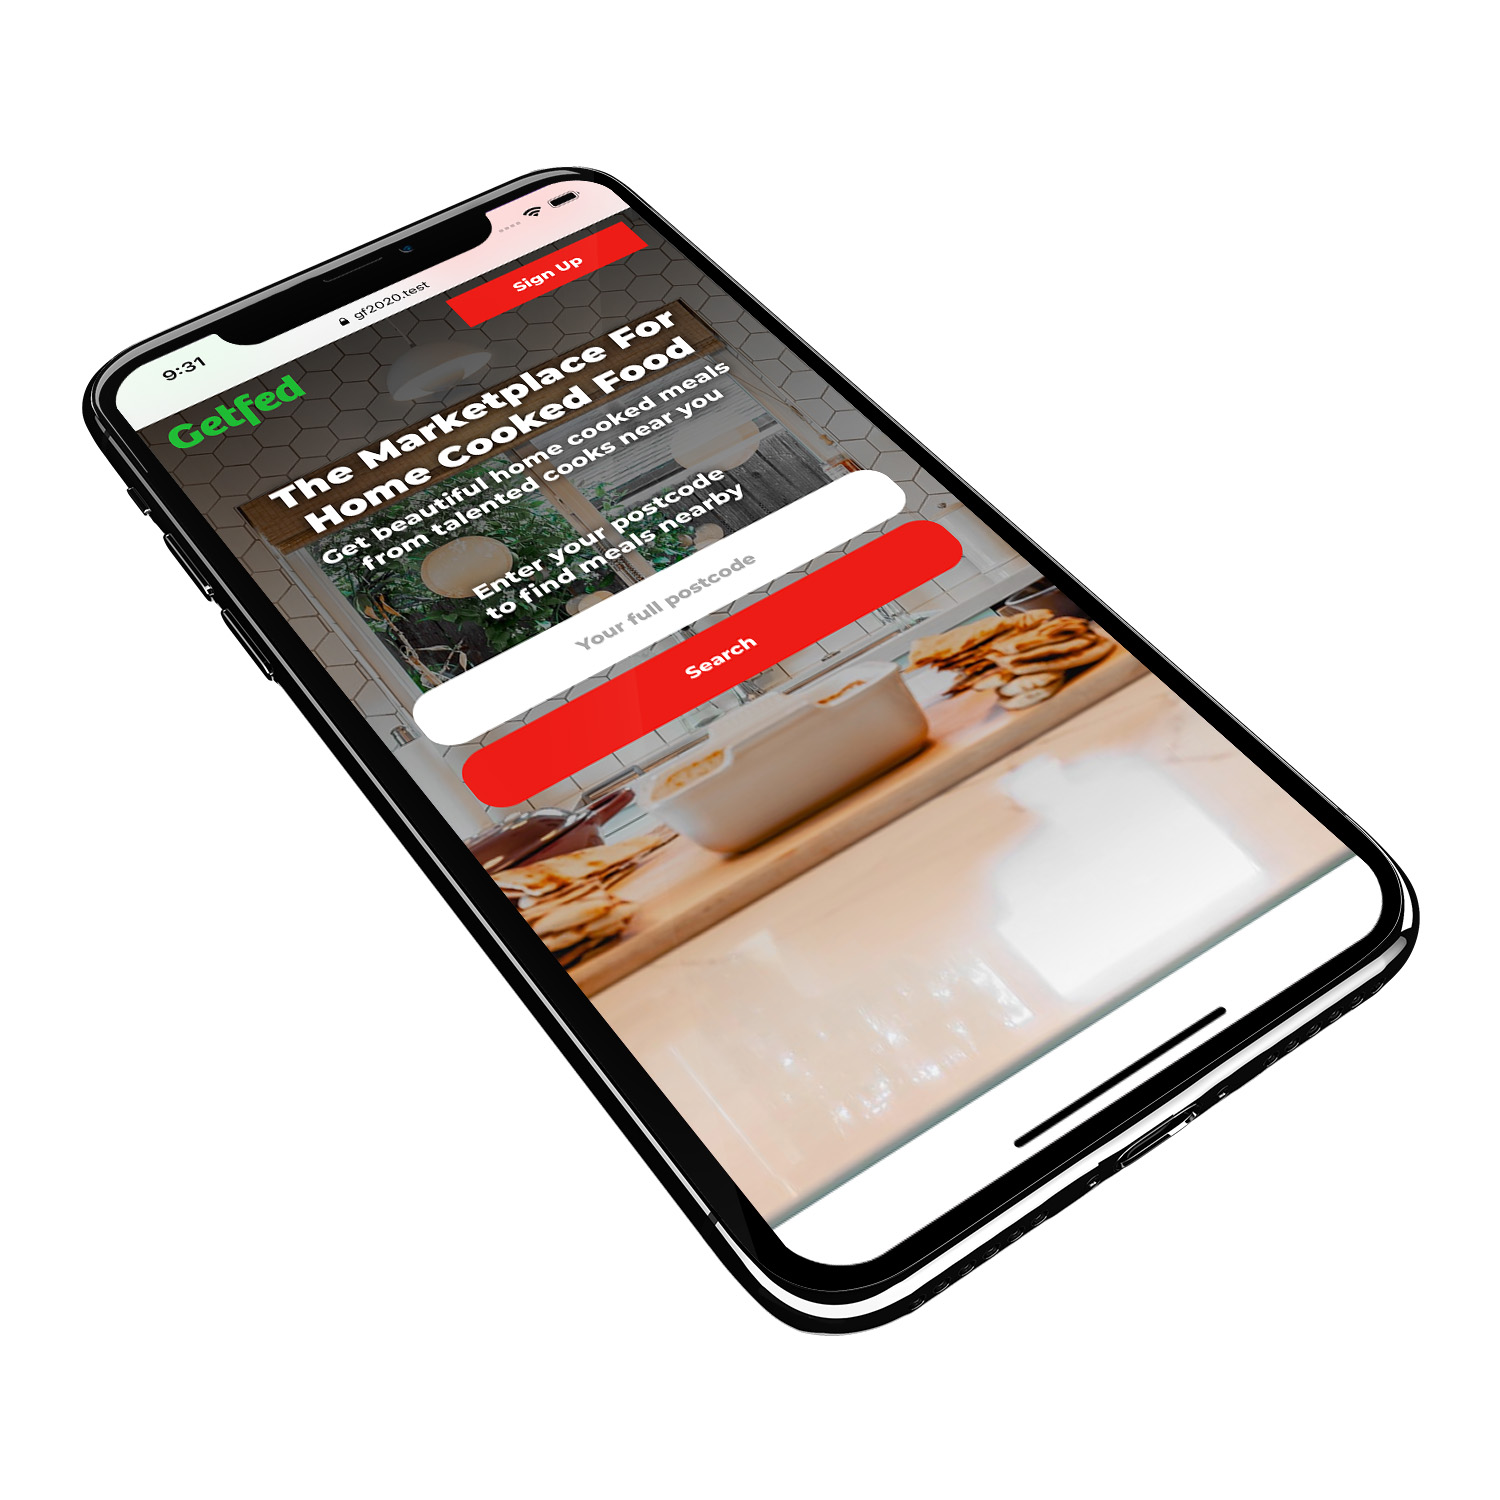 9:31
gf2020.test
Sign Up
Getfed
The Marketplace For
Home Cooked Food
Get beautiful home cooked meals
from talented cooks near you
Enter your postcode
to find meals nearby
Your full postcode
Search